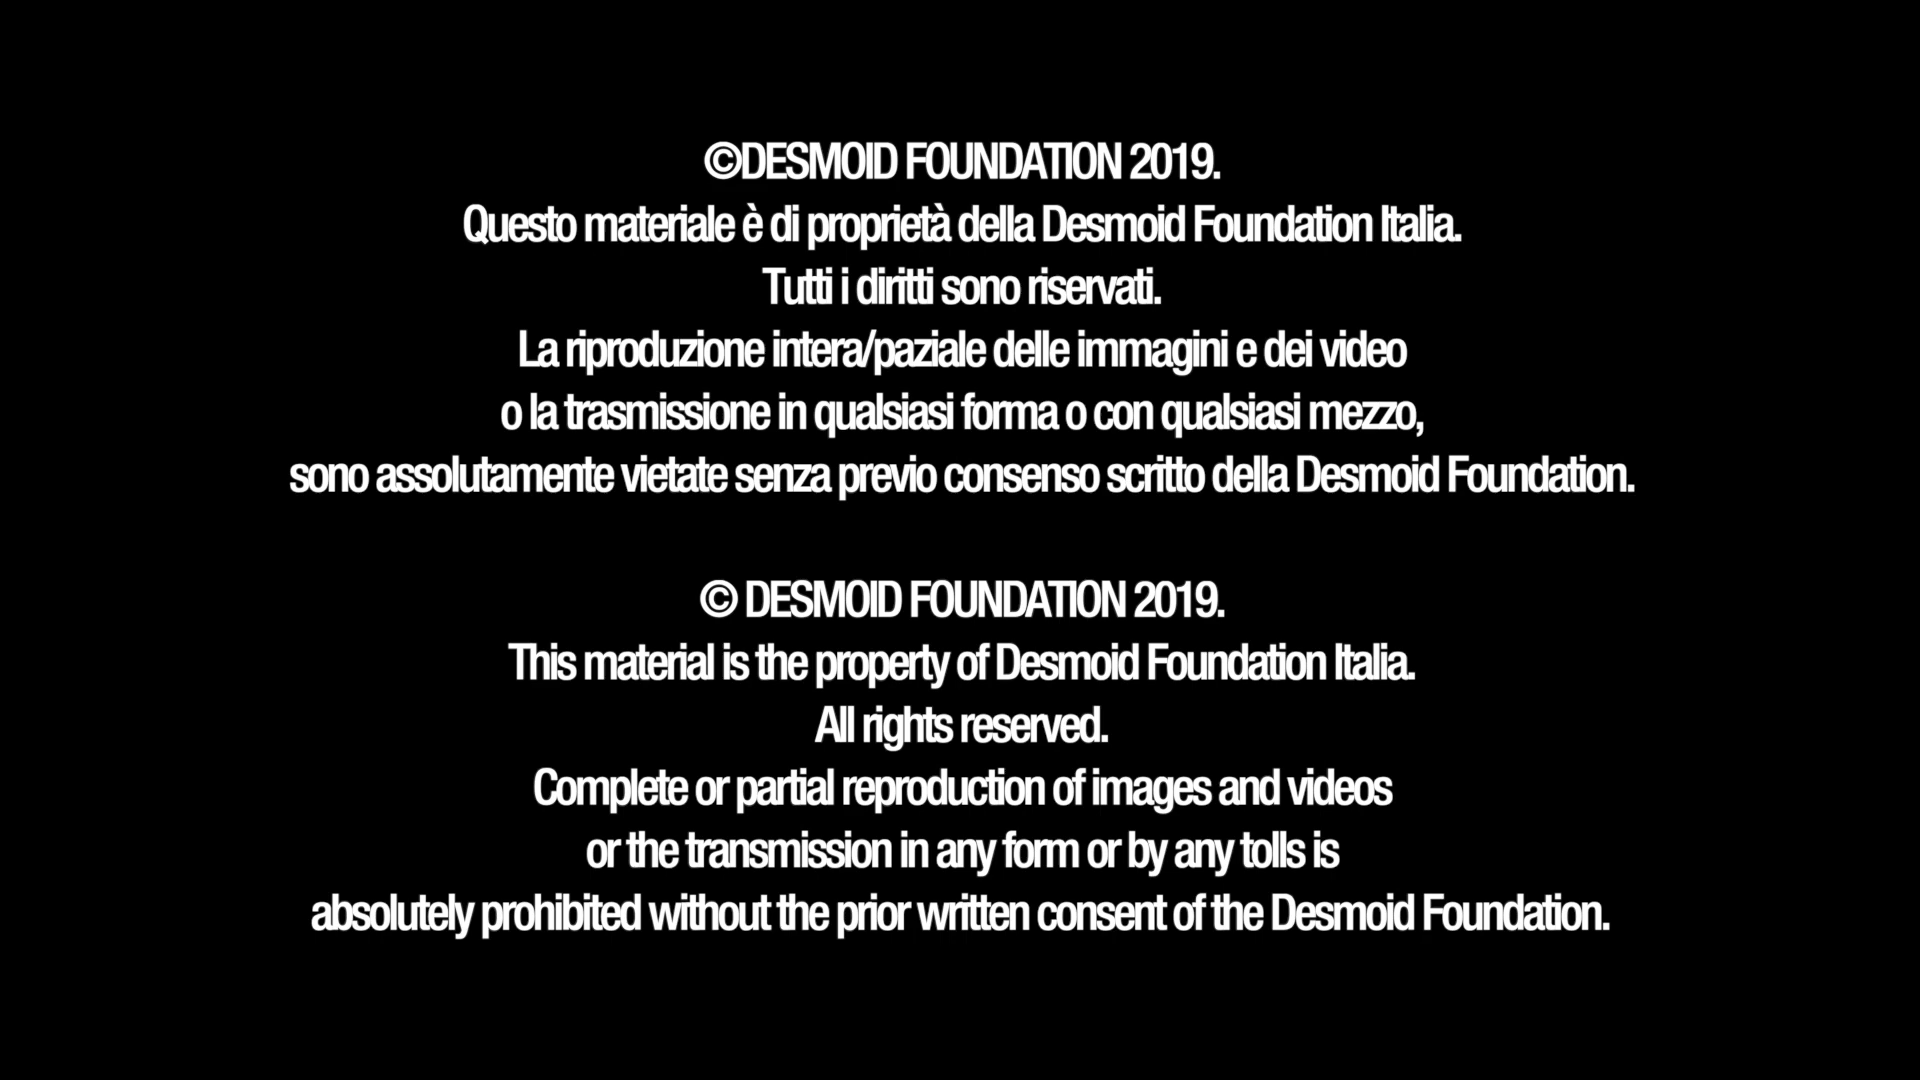 ©DESMOID FOUNDATION 2019.
Questo materiale è di proprietà della Desmoid Foundation Italia.
Tutti i diritti sono riservati.
La riproduzione intera/paziale delle immagini e dei video
o la trasmissione in qualsiasi forma o con qualsiasi mezzo,
sono assolutamente vietate senza previo consenso scritto della Desmoid Foundation.
© DESMOID FOUNDATION 2019.
This material is the property of Desmoid Foundation Italia.
All rights reserved.
Complete or partial reproduction of images and videos
or the transmission in any form or by any tolls is
absolutely prohibited without the prior written consent of the Desmoid Foundation.